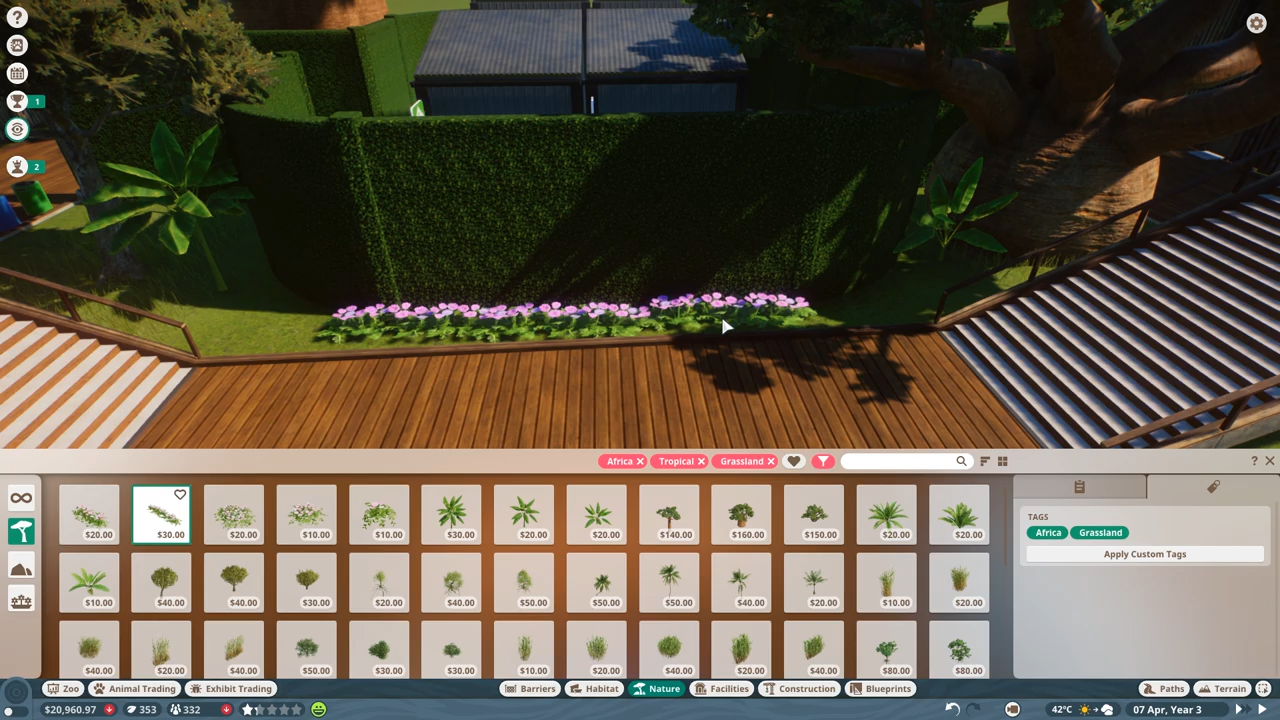 ?
1
2
Africa ✕ Tropical ✕ Grassland ✕
? ✕
$20.00 $30.00 $20.00 $10.00 $10.00 $30.00 $20.00 $20.00 $140.00 $160.00 $150.00 $20.00 $20.00
$10.00 $40.00 $40.00 $30.00 $20.00 $40.00 $50.00 $50.00 $50.00 $40.00 $20.00 $10.00 $20.00
$40.00 $20.00 $40.00 $50.00 $30.00 $30.00 $10.00 $20.00 $40.00 $20.00 $40.00 $80.00 $80.00
TAGS
Africa Grassland
Apply Custom Tags
Zoo Animal Trading Exhibit Trading Barriers Habitat Nature Facilities Construction Blueprints Paths Terrain
$20,960.97 353 332 42°C 07 Apr, Year 3